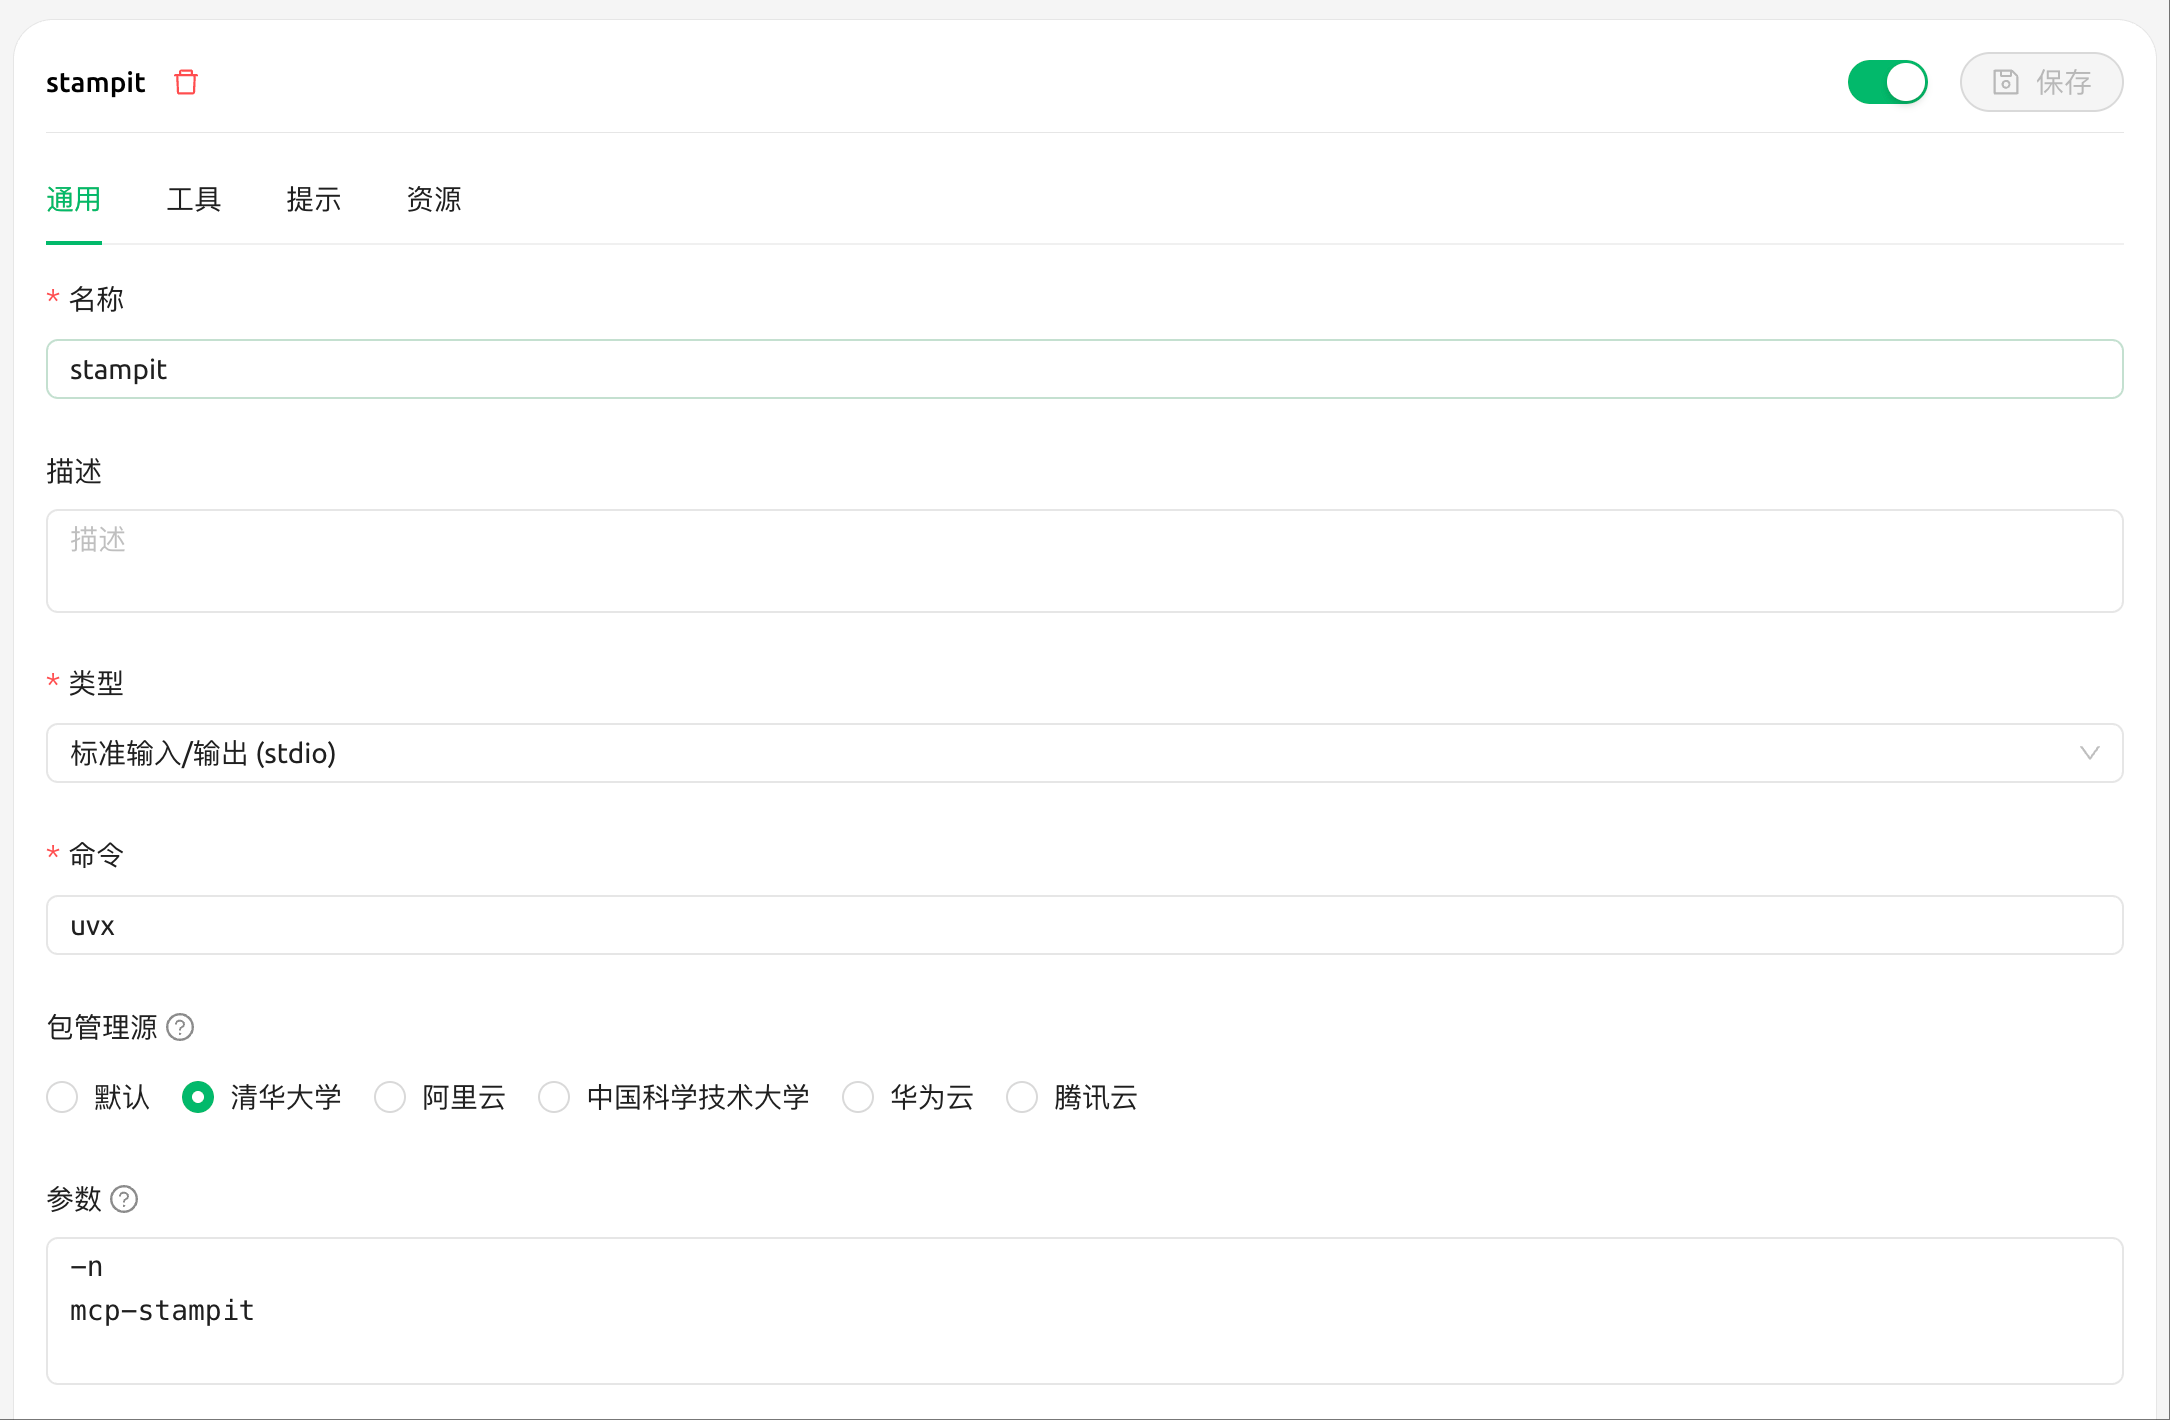 stampit
保存
通用 工具 提示 资源
* 名称
stampit
描述
描述
* 类型
标准输入/输出 (stdio)
* 命令
uvx
包管理源 ?
默认 清华大学 阿里云 中国科学技术大学 华为云 腾讯云
参数 ?
-n
mcp-stampit